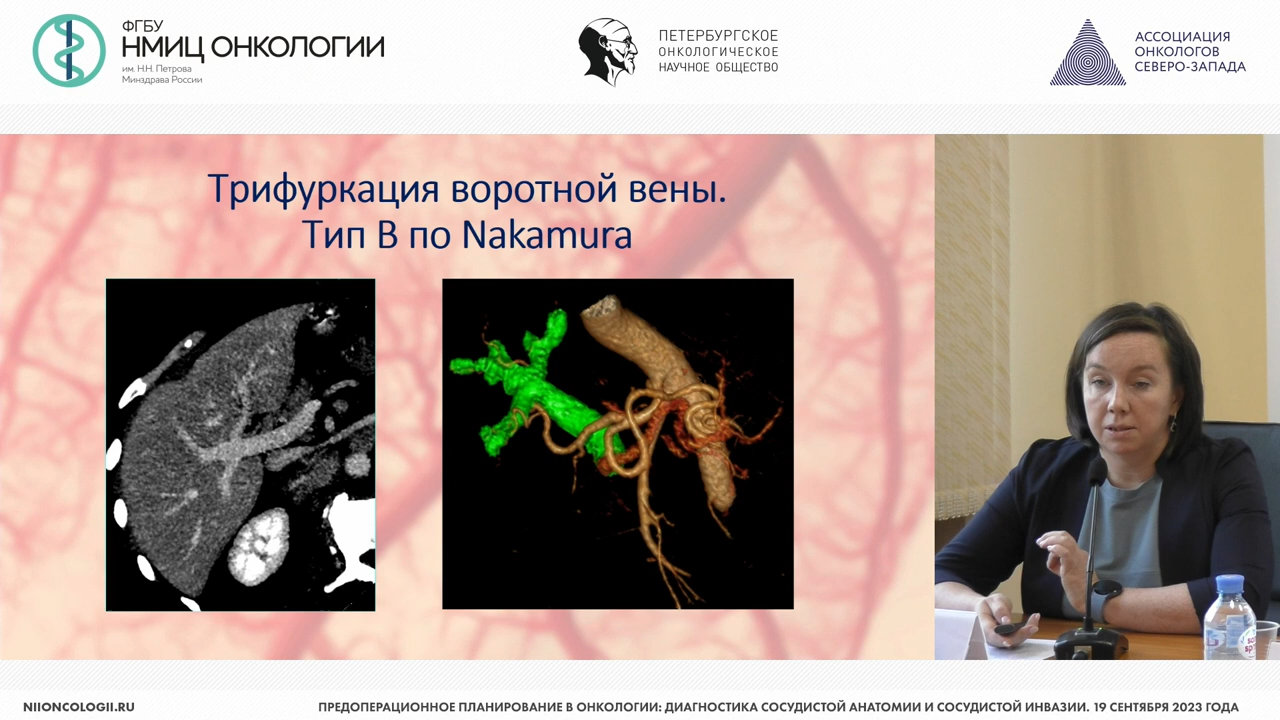 ФГБУ
НМИЦ ОНКОЛОГИИ
им. Н.Н. Петрова
Минздрава России
ПЕТЕРБУРГСКОЕ
ОНКОЛОГИЧЕСКОЕ
НАУЧНОЕ ОБЩЕСТВО
АССОЦИАЦИЯ
ОНКОЛОГОВ
СЕВЕРО-ЗАПАДА
Трифуркация воротной вены.
Тип В по Nakamura
NIIONCOLOGII.RU
ПРЕДОПЕРАЦИОННОЕ ПЛАНИРОВАНИЕ В ОНКОЛОГИИ: ДИАГНОСТИКА СОСУДИСТОЙ АНАТОМИИ И СОСУДИСТОЙ ИНВАЗИИ. 19 СЕНТЯБРЯ 2023 ГОДА